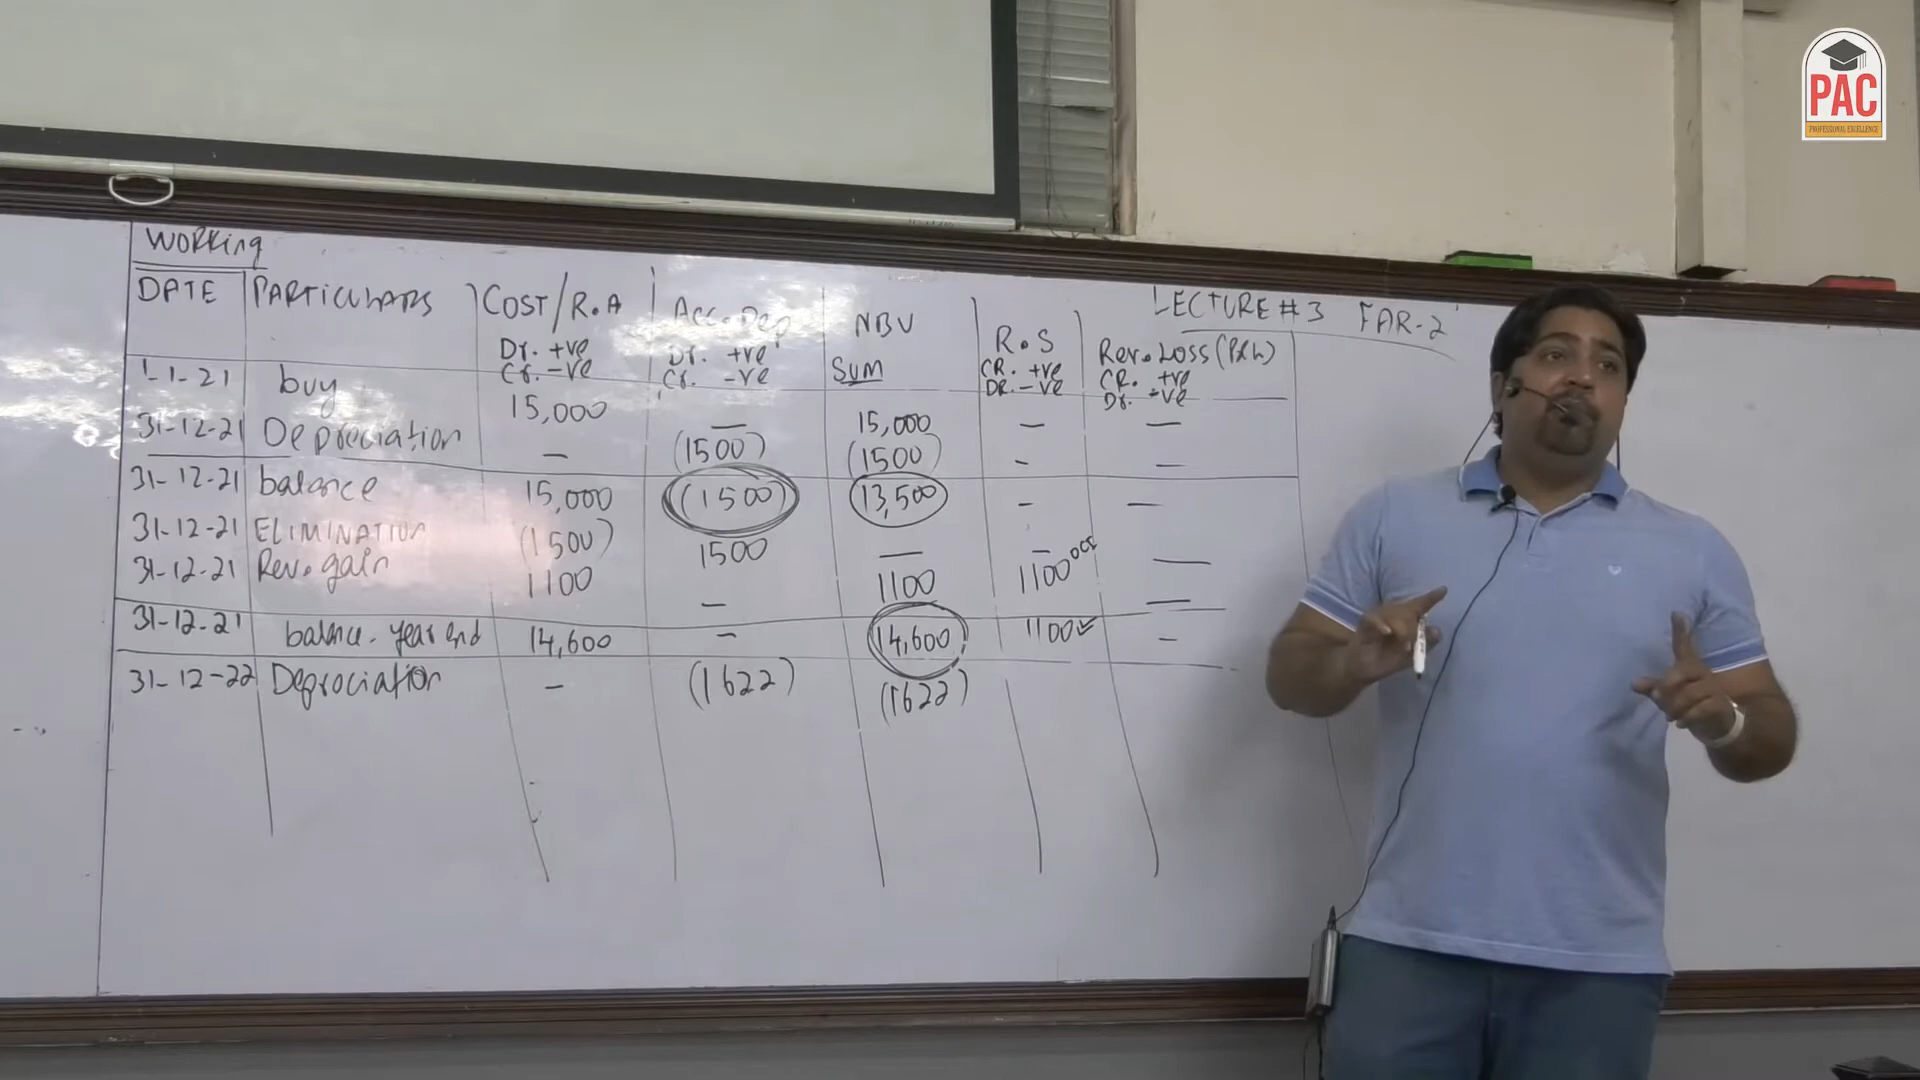 PAC
PROFESSIONAL EXCELLENCE
LECTURE #3 FAR-2
Working
DATE PARTICULARS COST/R.A Acc.Dep NBV R.S Rev.Loss (P&L)
Dr. +ve Dr. +ve SUM CR. +ve CR. +ve
Cr. -ve Cr. -ve DR. -ve Dr. -ve
1-1-21 buy 15,000 — 15,000 — —
31-12-21 Depreciation — (1500) (1500) - —
31-12-21 balance 15,000 (1500) 13,500 - —
31-12-21 ELIMINATION (1500) 1500 — — —
31-12-21 Rev.gain 1100 — 1100 1100 OCI —
31-12-21 balance-year end 14,600 - 14,600 1100 -
31-12-22 Depreciation - (1622) (1622)